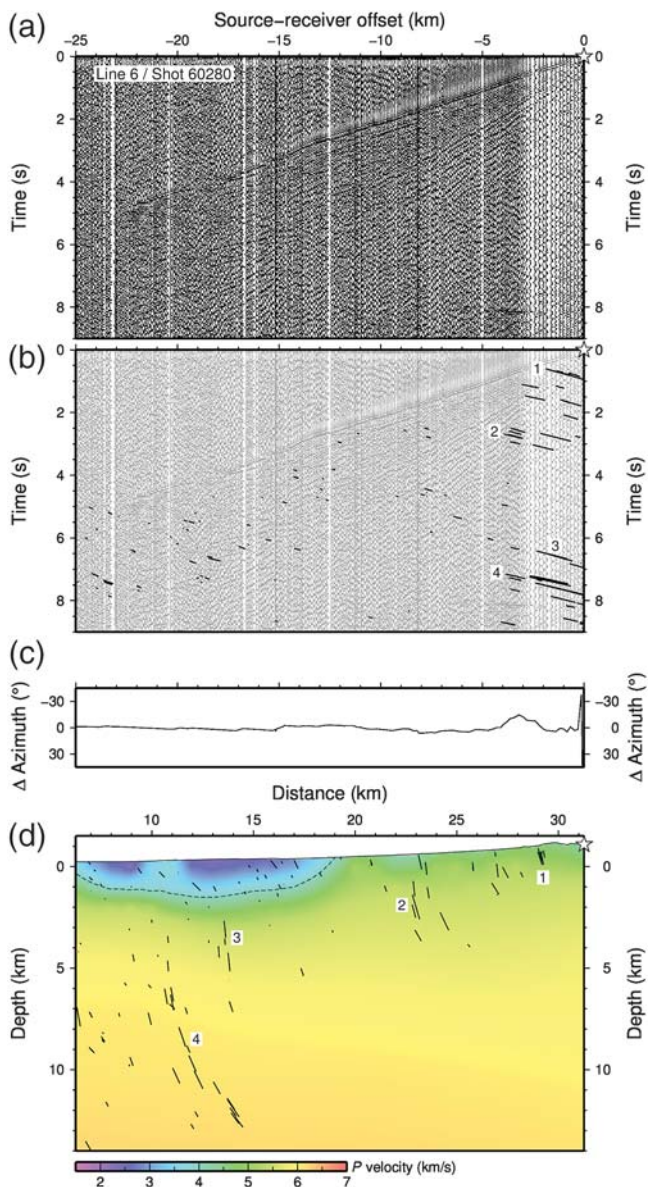 (a)
Source−receiver offset (km)
−25 −20 −15 −10 −5 0
Line 6 / Shot 60280
0 2 4 6 8
Time (s)
0 2 4 6 8
Time (s)
(b)
0 2 4 6 8
Time (s)
1
2
3
4
0 2 4 6 8
Time (s)
(c)
−30 0 30
Δ Azimuth (°)
−30 0 30
Δ Azimuth (°)
Distance (km)
10 15 20 25 30
(d)
0 5 10
Depth (km)
1
2
3
4
0 5 10
Depth (km)
2 3 4 5 6 7
P velocity (km/s)